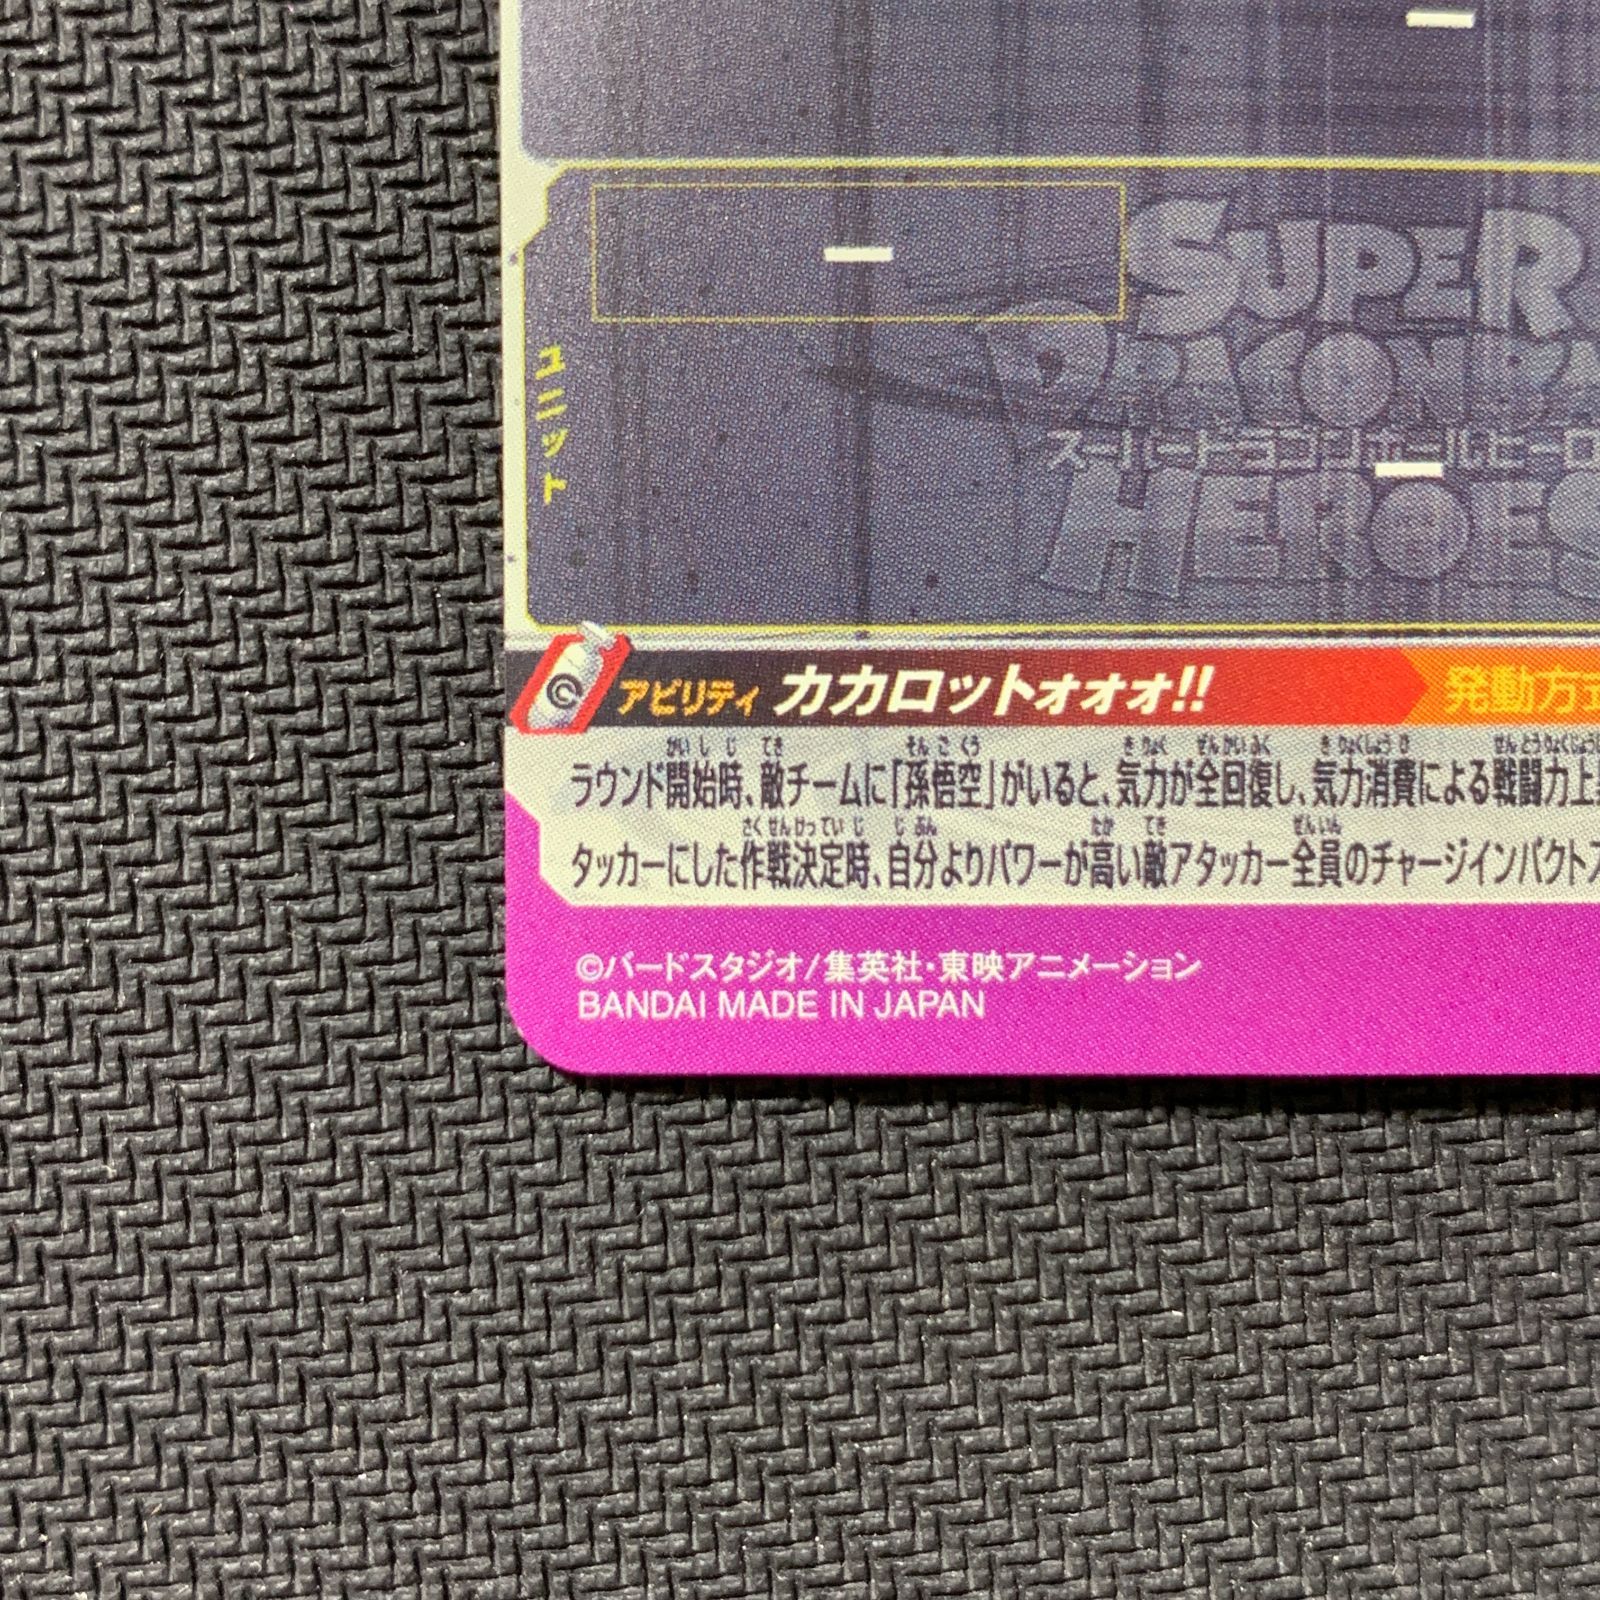 SUPER
DRAGON BA
スーパードラゴンボールヒーロ
HEROES
ユニット
アビリティ カカロットォォォ!! 発動方式
かいしじ てき そんごくう きりょく ぜんかいふく きりょくしょうひ せんとうりょくじょうし
ラウンド開始時、敵チームに「孫悟空」がいると、気力が全回復し、気力消費による戦闘力上昇
さくせんけっていじ じぶん たか てき ぜんいん
タッカーにした作戦決定時、自分よりパワーが高い敵アタッカー全員のチャージインパクトス
©バードスタジオ/集英社・東映アニメーション
BANDAI MADE IN JAPAN